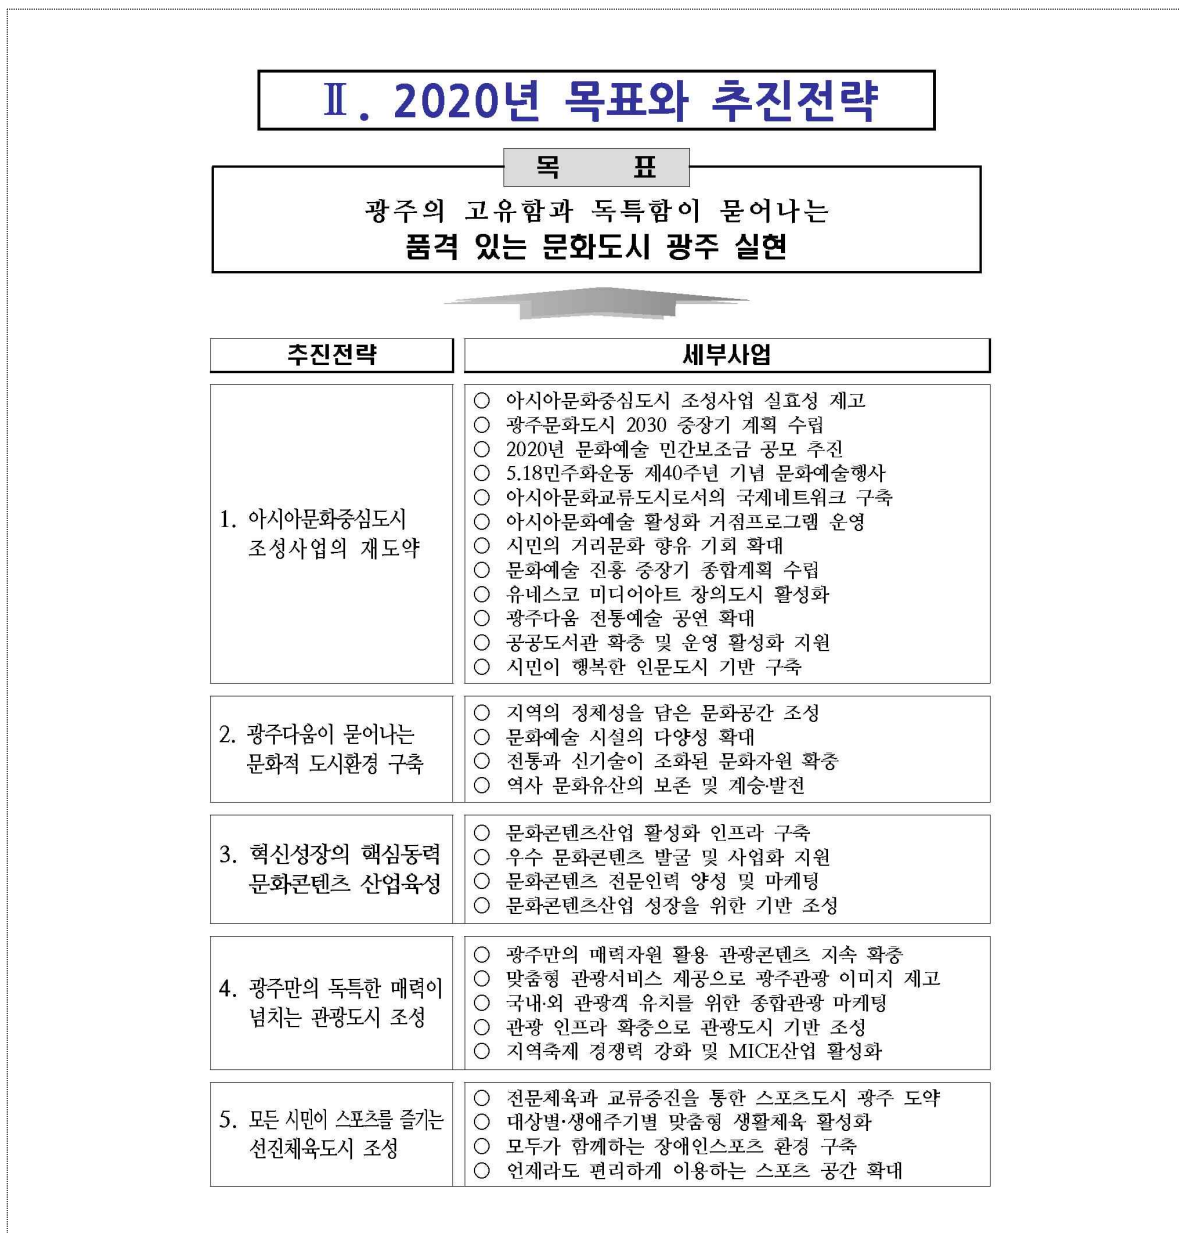 Ⅱ. 2020년 목표와 추진전략
목 표
광주의 고유함과 독특함이 묻어나는
품격 있는 문화도시 광주 실현
추진전략
세부사업
1. 아시아문화중심도시
조성사업의 재도약
○ 아시아문화중심도시 조성사업 실효성 제고
○ 광주문화도시 2030 중장기 계획 수립
○ 2020년 문화예술 민간보조금 공모 추진
○ 5.18민주화운동 제40주년 기념 문화예술행사
○ 아시아문화교류도시로서의 국제네트워크 구축
○ 아시아문화예술 활성화 거점프로그램 운영
○ 시민의 거리문화 향유 기회 확대
○ 문화예술 진흥 중장기 종합계획 수립
○ 유네스코 미디어아트 창의도시 활성화
○ 광주다움 전통예술 공연 확대
○ 공공도서관 확충 및 운영 활성화 지원
○ 시민이 행복한 인문도시 기반 구축
2. 광주다움이 묻어나는
문화적 도시환경 구축
○ 지역의 정체성을 담은 문화공간 조성
○ 문화예술 시설의 다양성 확대
○ 전통과 신기술이 조화된 문화자원 확충
○ 역사 문화유산의 보존 및 계승·발전
3. 혁신성장의 핵심동력
문화콘텐츠 산업육성
○ 문화콘텐츠산업 활성화 인프라 구축
○ 우수 문화콘텐츠 발굴 및 사업화 지원
○ 문화콘텐츠 전문인력 양성 및 마케팅
○ 문화콘텐츠산업 성장을 위한 기반 조성
4. 광주만의 독특한 매력이
넘치는 관광도시 조성
○ 광주만의 매력자원 활용 관광콘텐츠 지속 확충
○ 맞춤형 관광서비스 제공으로 광주관광 이미지 제고
○ 국내·외 관광객 유치를 위한 종합관광 마케팅
○ 관광 인프라 확충으로 관광도시 기반 조성
○ 지역축제 경쟁력 강화 및 MICE산업 활성화
5. 모든 시민이 스포츠를 즐기는
선진체육도시 조성
○ 전문체육과 교류증진을 통한 스포츠도시 광주 도약
○ 대상별·생애주기별 맞춤형 생활체육 활성화
○ 모두가 함께하는 장애인스포츠 환경 구축
○ 언제라도 편리하게 이용하는 스포츠 공간 확대